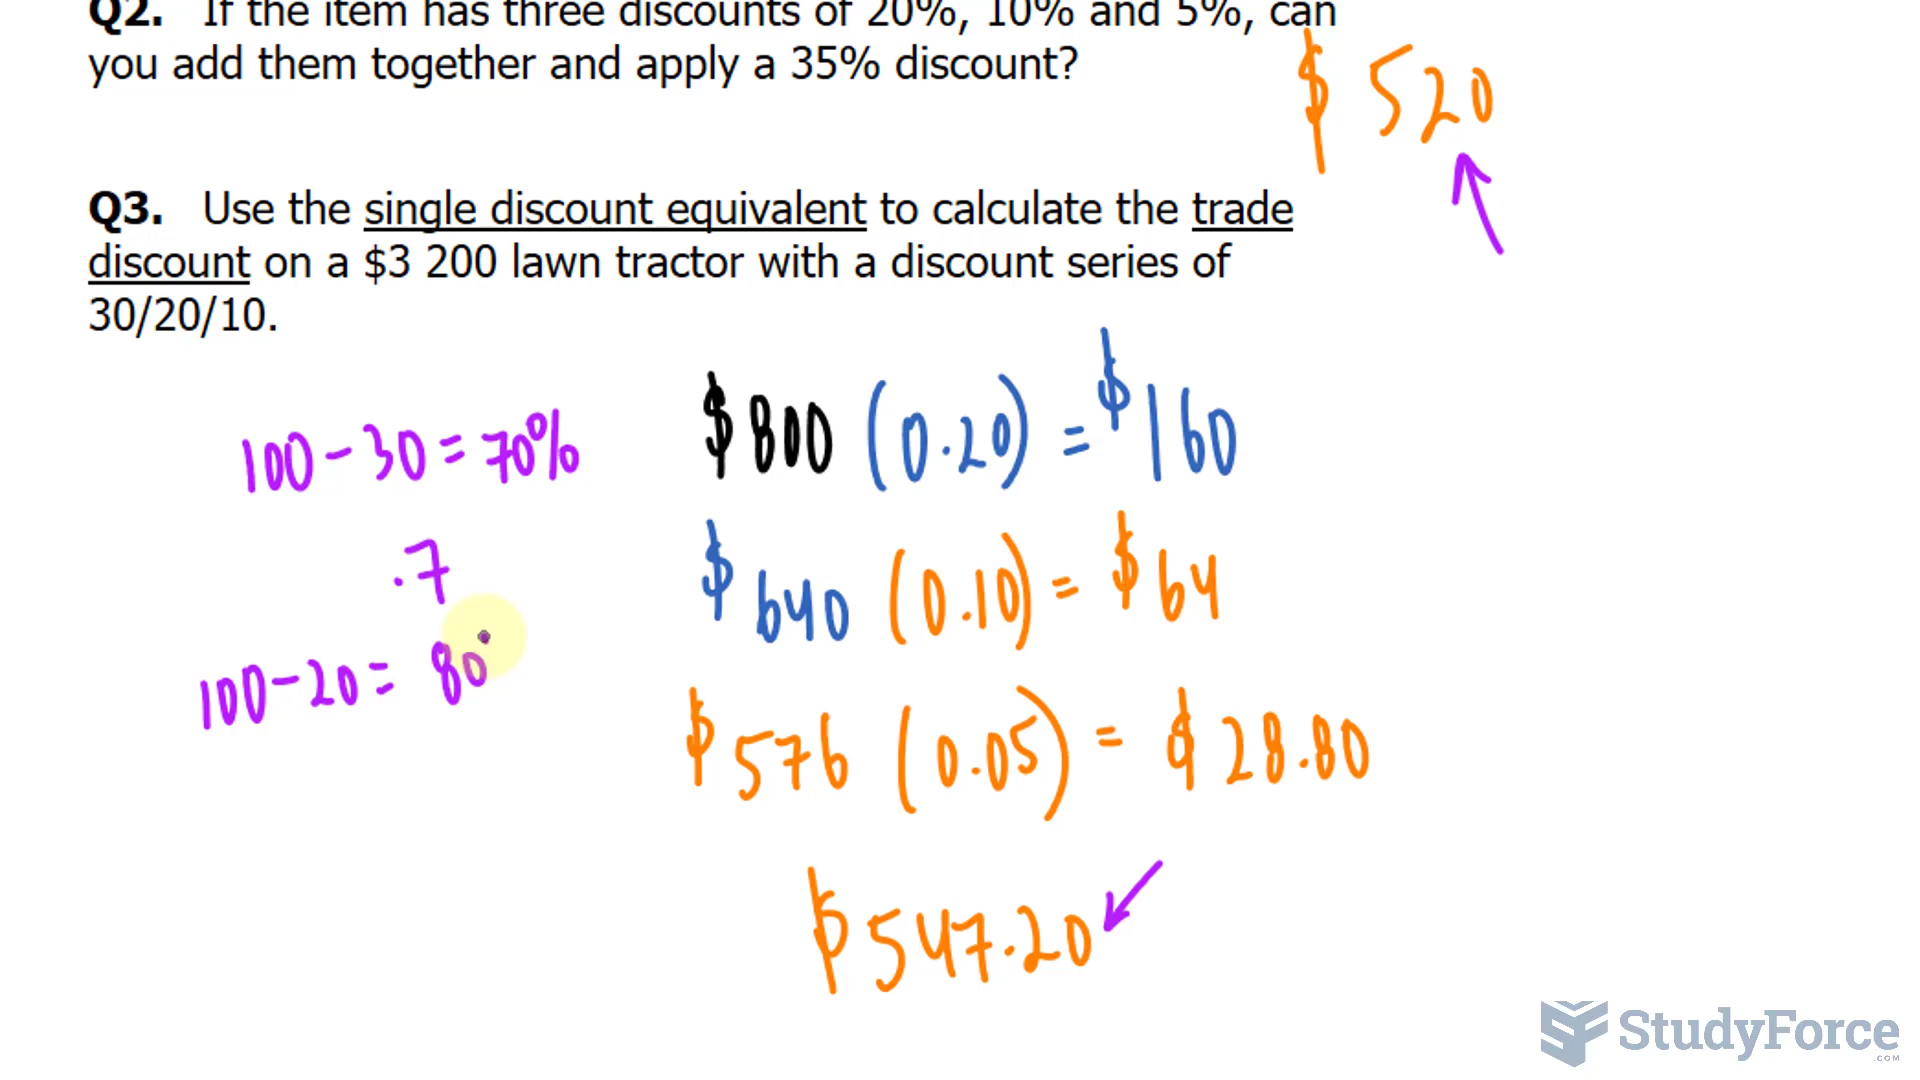 Q2. If the item has three discounts of 20%, 10% and 5%, can
you add them together and apply a 35% discount?
$ 520
Q3. Use the single discount equivalent to calculate the trade
discount on a $3 200 lawn tractor with a discount series of
30/20/10.
100-30=70%
.7
100-20= 80
$800 (0.20) = $160
$640 (0.10) = $64
$576 (0.05) = $28.80
$547.20
StudyForce
.COM